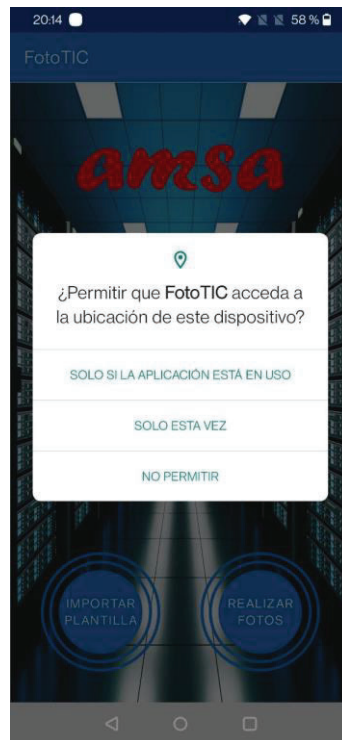 20:14
58 %
FotoTIC
amsa
¿Permitir que FotoTIC acceda a
la ubicación de este dispositivo?
SOLO SI LA APLICACIÓN ESTÁ EN USO
SOLO ESTA VEZ
NO PERMITIR
IMPORTAR
PLANTILLA
REALIZAR
FOTOS